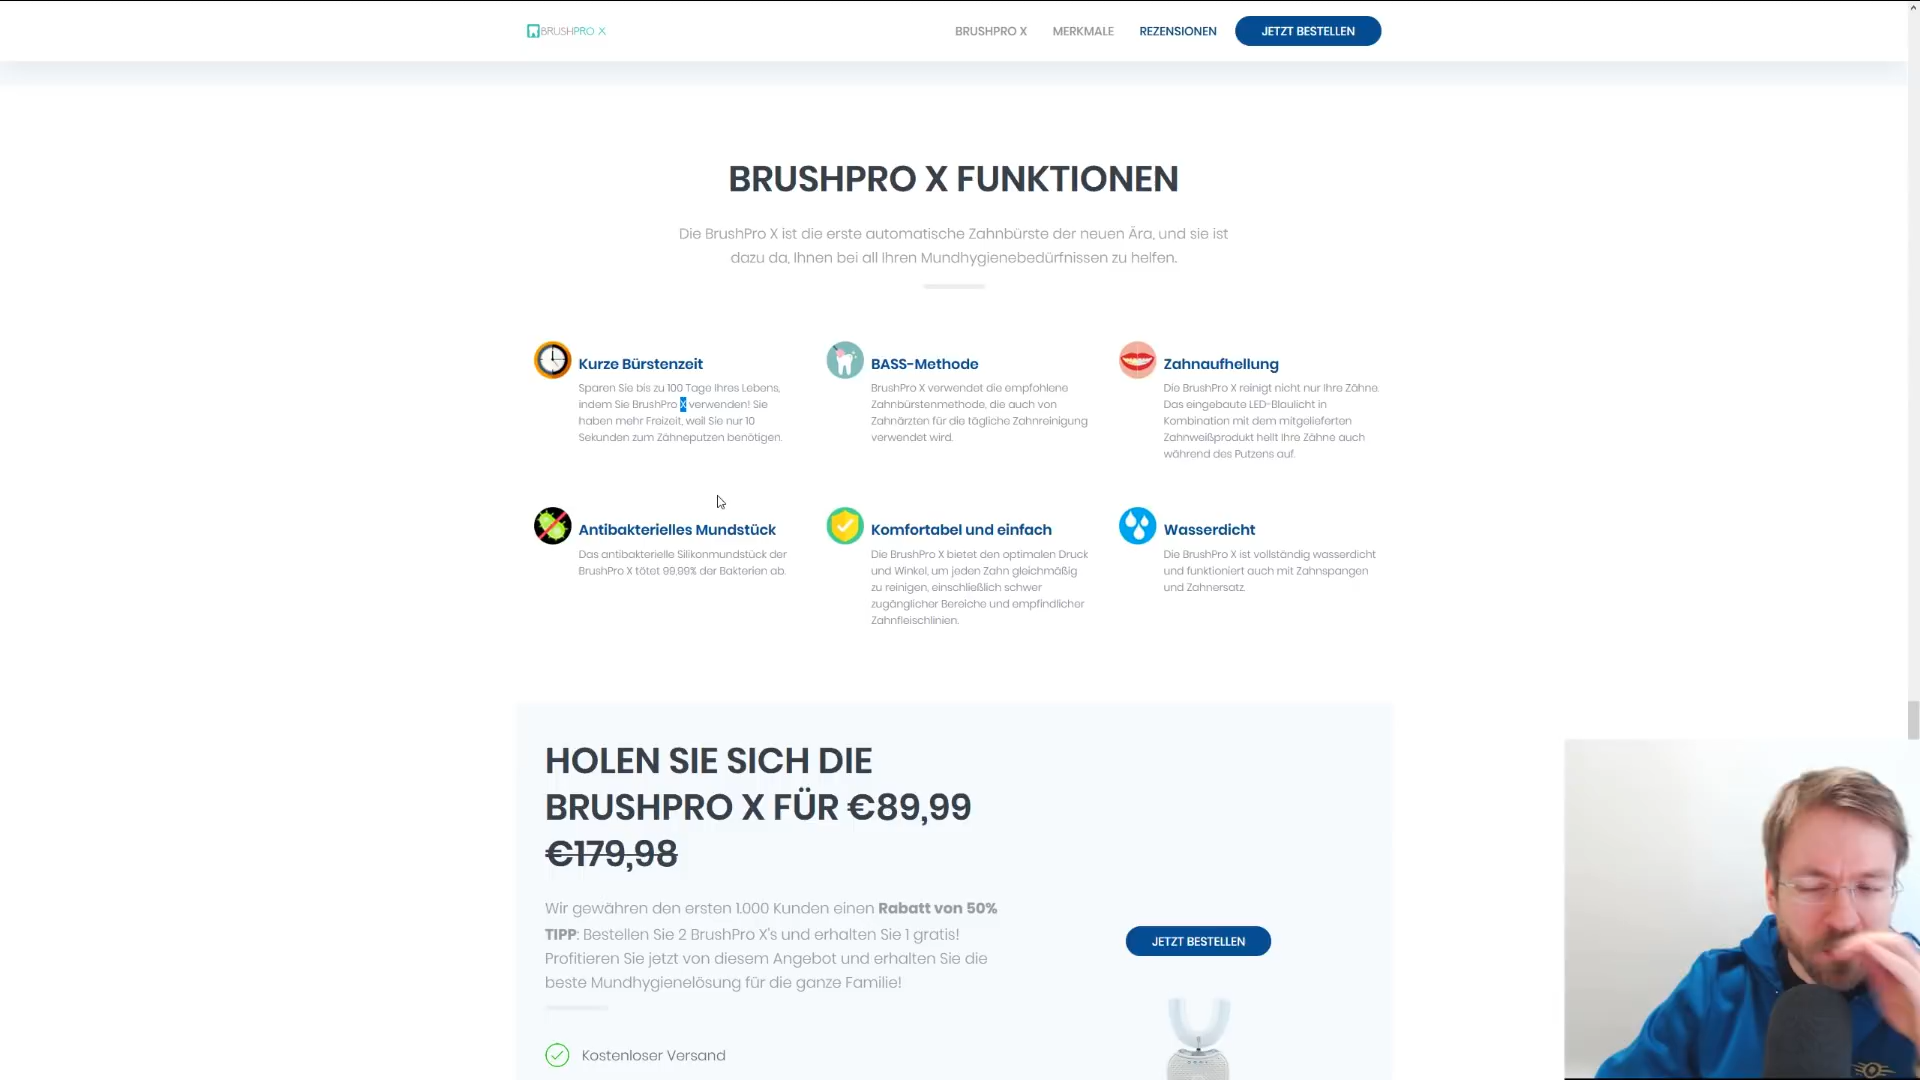 BRUSHPRO X
BRUSHPRO X
MERKMALE
REZENSIONEN
JETZT BESTELLEN
BRUSHPRO X FUNKTIONEN
Die BrushPro X ist die erste automatische Zahnbürste der neuen Ära, und sie ist
dazu da, Ihnen bei all Ihren Mundhygienebedürfnissen zu helfen.
Kurze Bürstenzeit
Sparen Sie bis zu 100 Tage Ihres Lebens,
indem Sie BrushPro X verwenden! Sie
haben mehr Freizeit, weil Sie nur 10
Sekunden zum Zähneputzen benötigen.
BASS-Methode
BrushPro X verwendet die empfohlene
Zahnbürstenmethode, die auch von
Zahnärzten für die tägliche Zahnreinigung
verwendet wird.
Zahnaufhellung
Die BrushPro X reinigt nicht nur Ihre Zähne.
Das eingebaute LED-Blaulicht in
Kombination mit dem mitgelieferten
Zahnweißprodukt hellt Ihre Zähne auch
während des Putzens auf.
Antibakterielles Mundstück
Das antibakterielle Silikonmundstück der
BrushPro X tötet 99,99% der Bakterien ab.
Komfortabel und einfach
Die BrushPro X bietet den optimalen Druck
und Winkel, um jeden Zahn gleichmäßig
zu reinigen, einschließlich schwer
zugänglicher Bereiche und empfindlicher
Zahnfleischlinien.
Wasserdicht
Die BrushPro X ist vollständig wasserdicht
und funktioniert auch mit Zahnspangen
und Zahnersatz.
HOLEN SIE SICH DIE
BRUSHPRO X FÜR €89,99
€179,98
Wir gewähren den ersten 1.000 Kunden einen Rabatt von 50%
TIPP: Bestellen Sie 2 BrushPro X's und erhalten Sie 1 gratis!
Profitieren Sie jetzt von diesem Angebot und erhalten Sie die
beste Mundhygienelösung für die ganze Familie!
JETZT BESTELLEN
Kostenloser Versand